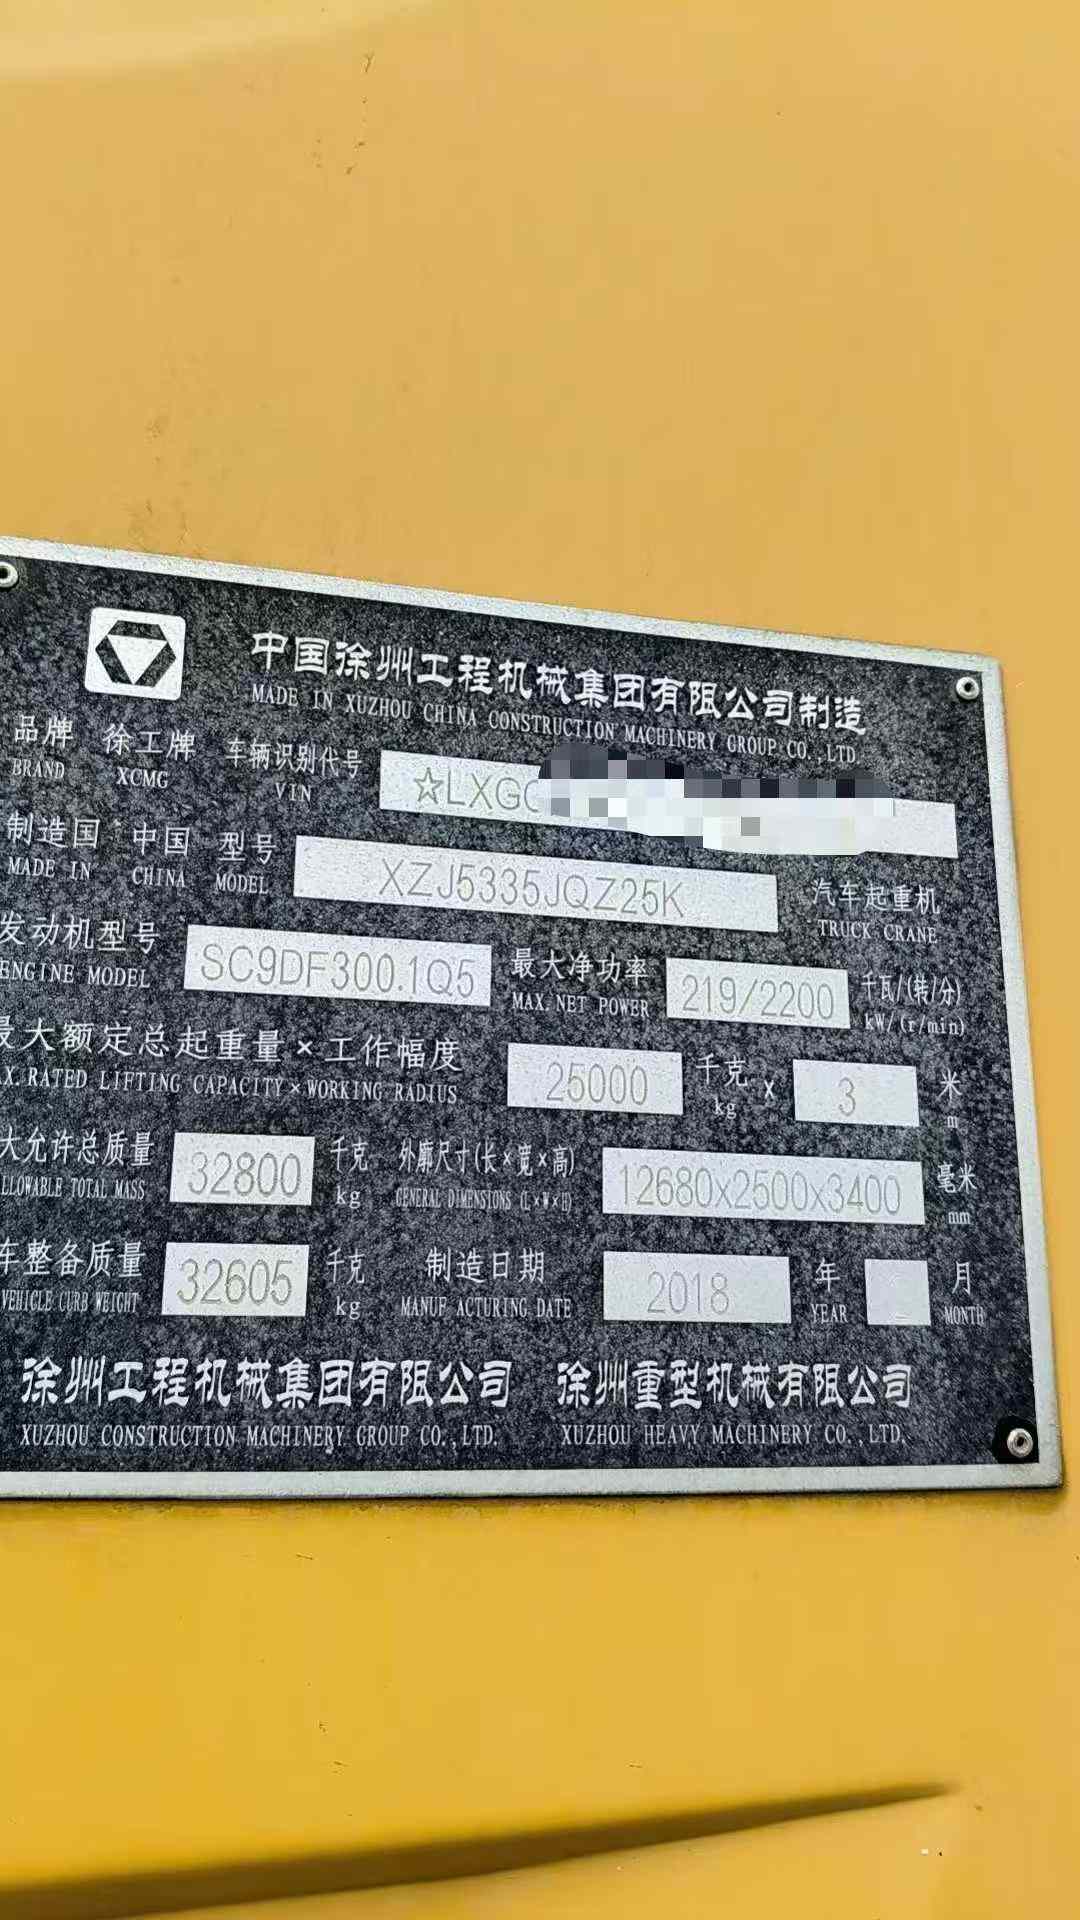 中国徐州工程机械集团有限公司制造
MADE IN XUZHOU CHINA CONSTRUCTION MACHINERY GROUP CO.,LTD.
品牌 徐工牌 车辆识别代号 ☆LXG
BRAND XCMG VIN
制造国 中国 型号 XZJ5335JQZ25K 汽车起重机
MADE IN CHINA MODEL TRUCK CRANE
发动机型号 SC9DF300.1Q5 最大净功率 219/2200 千瓦/(转/分)
ENGINE MODEL MAX.NET POWER kW/(r/min)
最大额定总起重量×工作幅度 25000 千克 x 3 米
AX.RATED LIFTING CAPACITY×WORKING RADIUS kg m
大允许总质量 32800 千克 外廓尺寸(长×宽×高) 12680x2500x3400 毫米
LLOWABLE TOTAL MASS kg GENERAL DIMENSIONS (L×W×H) mm
车整备质量 32605 千克 制造日期 2018 年 月
VEHICLE CURB WEIGHT kg MANUF ACTURING DATE YEAR MONTH
徐州工程机械集团有限公司 徐州重型机械有限公司
XUZHOU CONSTRUCTION MACHINERY GROUP CO.,LTD. XUZHOU HEAVY MACHINERY CO.,LTD.